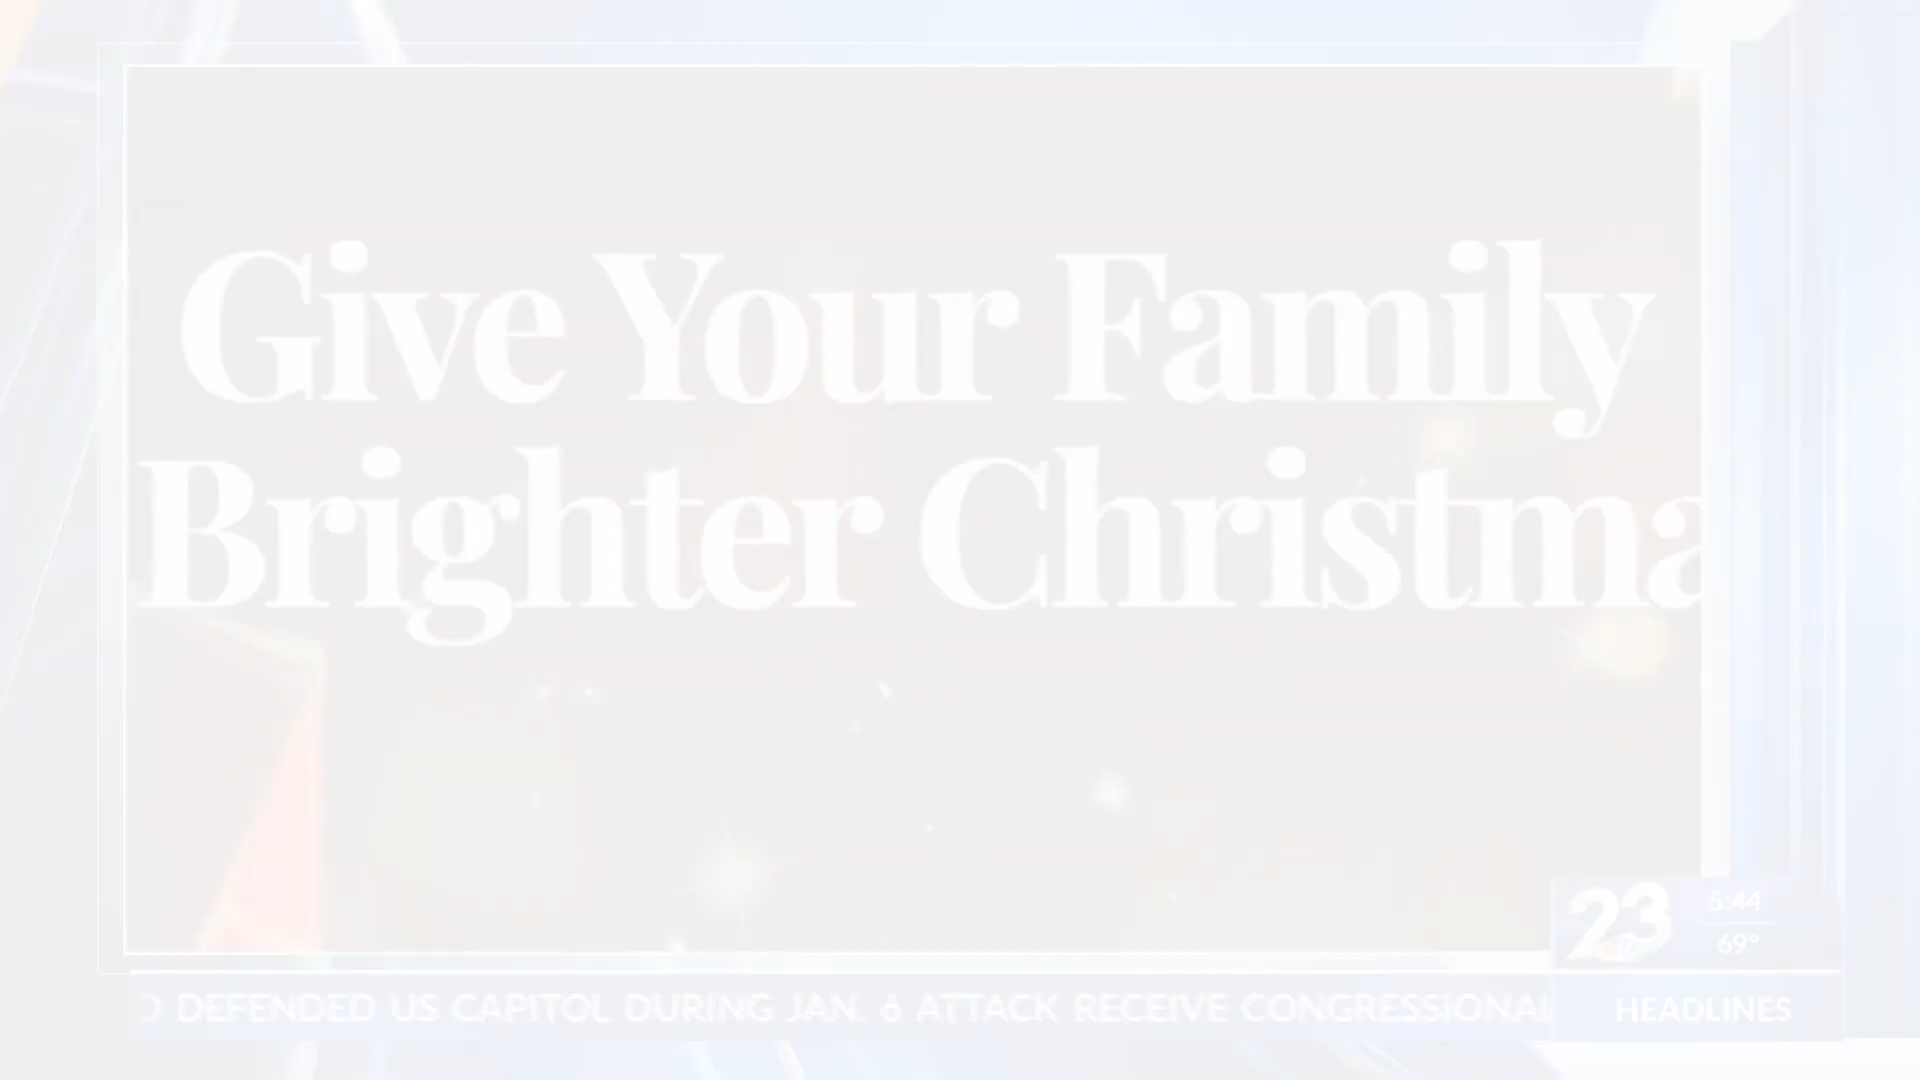 Give Your Family
Brighter Christma
23
5:44
69°
D DEFENDED US CAPITOL DURING JAN. 6 ATTACK RECEIVE CONGRESSIONAL
HEADLINES